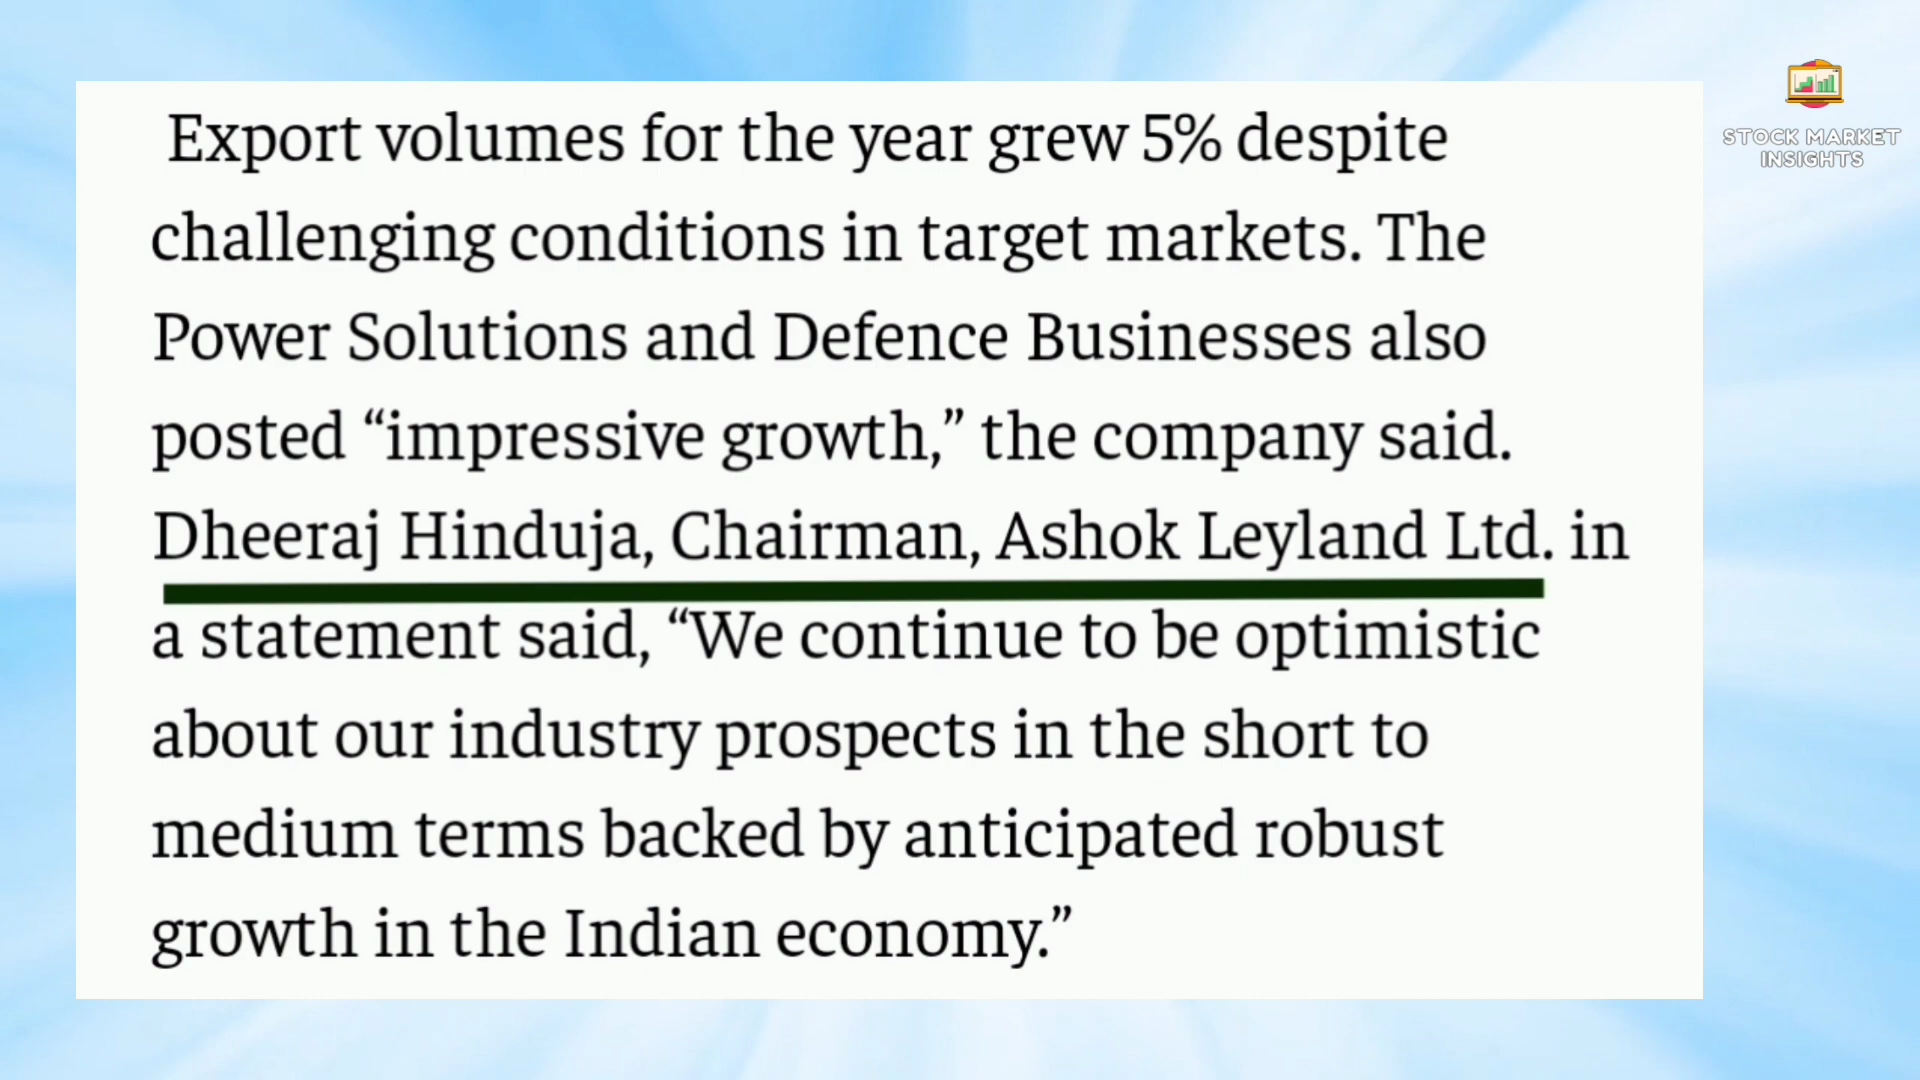 Export volumes for the year grew 5% despite
challenging conditions in target markets. The
Power Solutions and Defence Businesses also
posted “impressive growth,” the company said.
Dheeraj Hinduja, Chairman, Ashok Leyland Ltd. in
a statement said, “We continue to be optimistic
about our industry prospects in the short to
medium terms backed by anticipated robust
growth in the Indian economy.”
STOCK MARKET
INSIGHTS